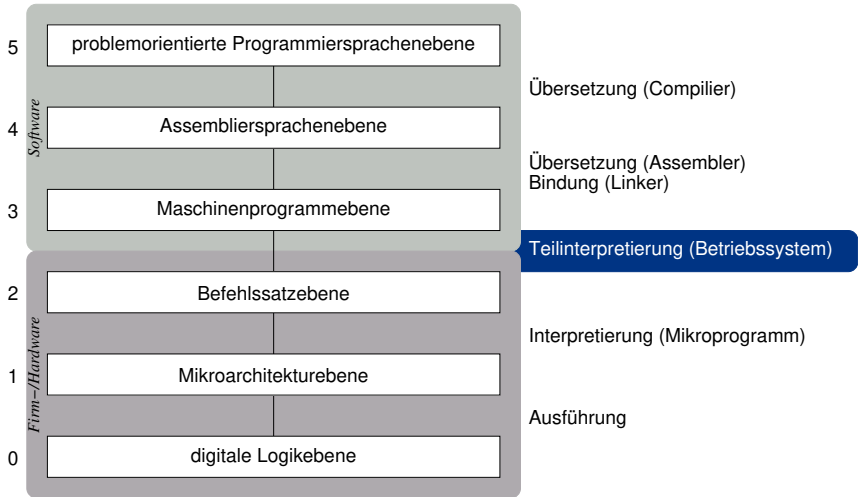 5
problemorientierte Programmiersprachenebene
Übersetzung (Compilier)
4
Assembliersprachenebene
Software
Übersetzung (Assembler)
Bindung (Linker)
3
Maschinenprogrammebene
Teilinterpretierung (Betriebssystem)
2
Befehlssatzebene
Interpretierung (Mikroprogramm)
1
Mikroarchitekturebene
Firm-/Hardware
Ausführung
0
digitale Logikebene